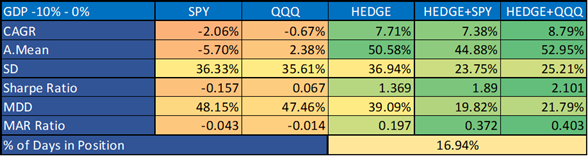 GDP -10% - 0% SPY QQQ HEDGE HEDGE+SPY HEDGE+QQQ
CAGR -2.06% -0.67% 7.71% 7.38% 8.79%
A.Mean -5.70% 2.38% 50.58% 44.88% 52.95%
SD 36.33% 35.61% 36.94% 23.75% 25.21%
Sharpe Ratio -0.157 0.067 1.369 1.89 2.101
MDD 48.15% 47.46% 39.09% 19.82% 21.79%
MAR Ratio -0.043 -0.014 0.197 0.372 0.403
% of Days in Position 16.94%